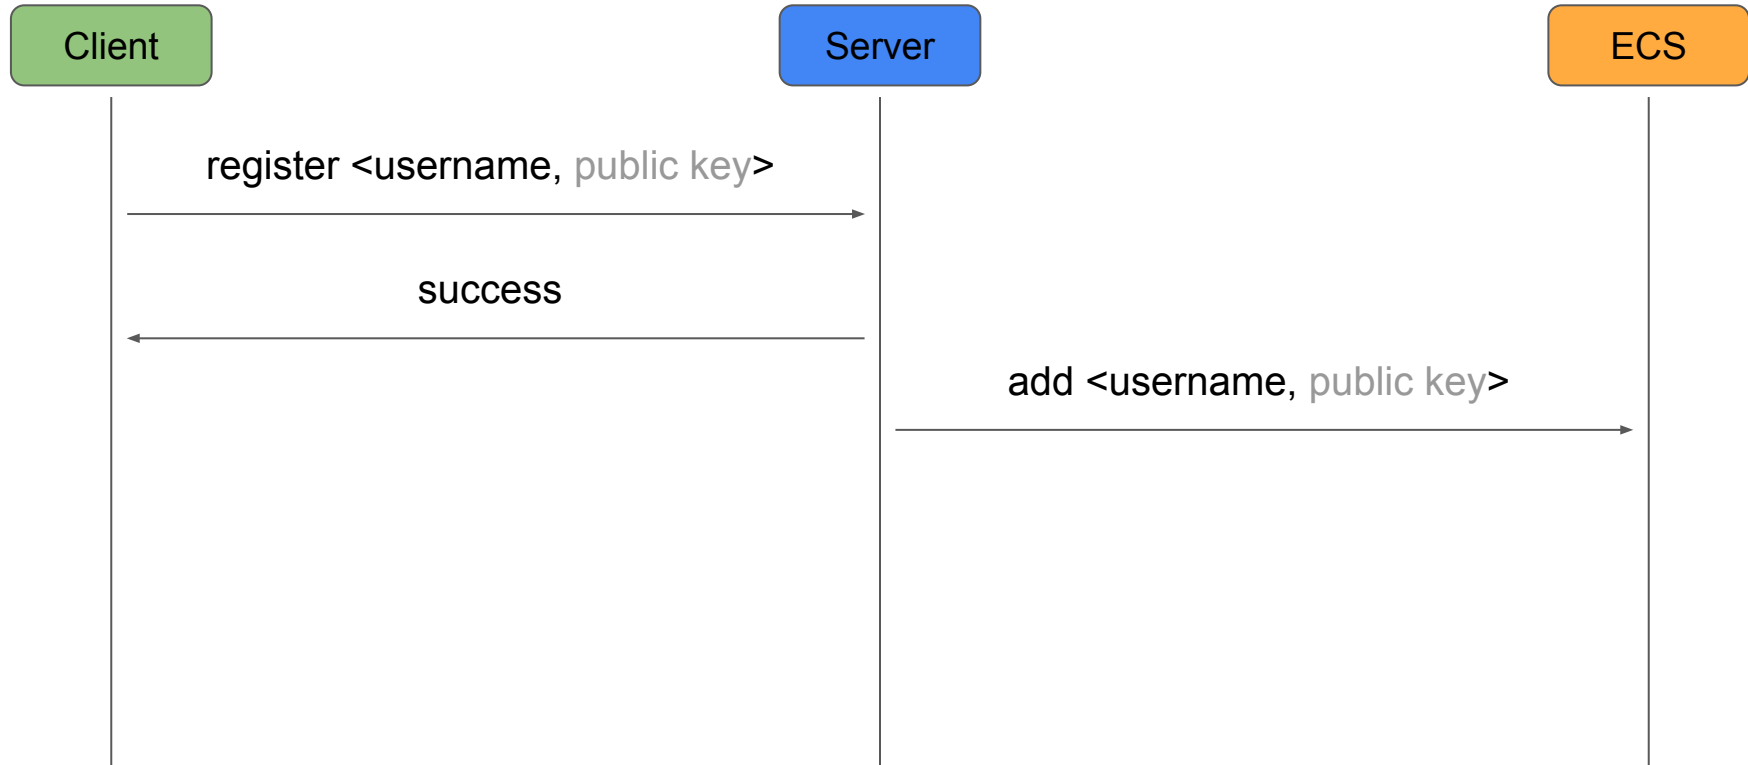 Client
Server
ECS
register <username, public key>
success
add <username, public key>